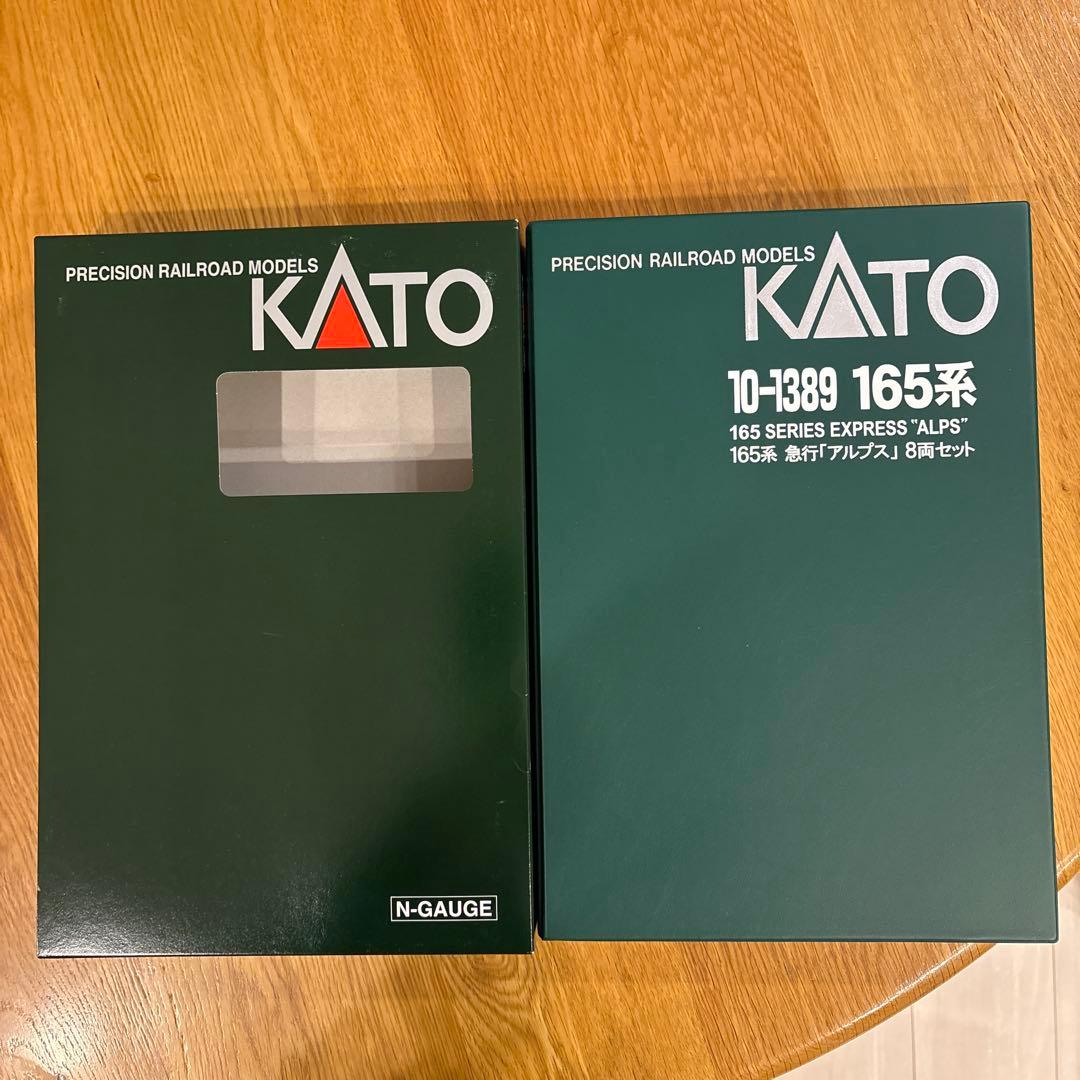 PRECISION RAILROAD MODELS
KATO
N-GAUGE
PRECISION RAILROAD MODELS
KATO
10-1389 165系
165 SERIES EXPRESS "ALPS"
165系 急行「アルプス」 8両セット